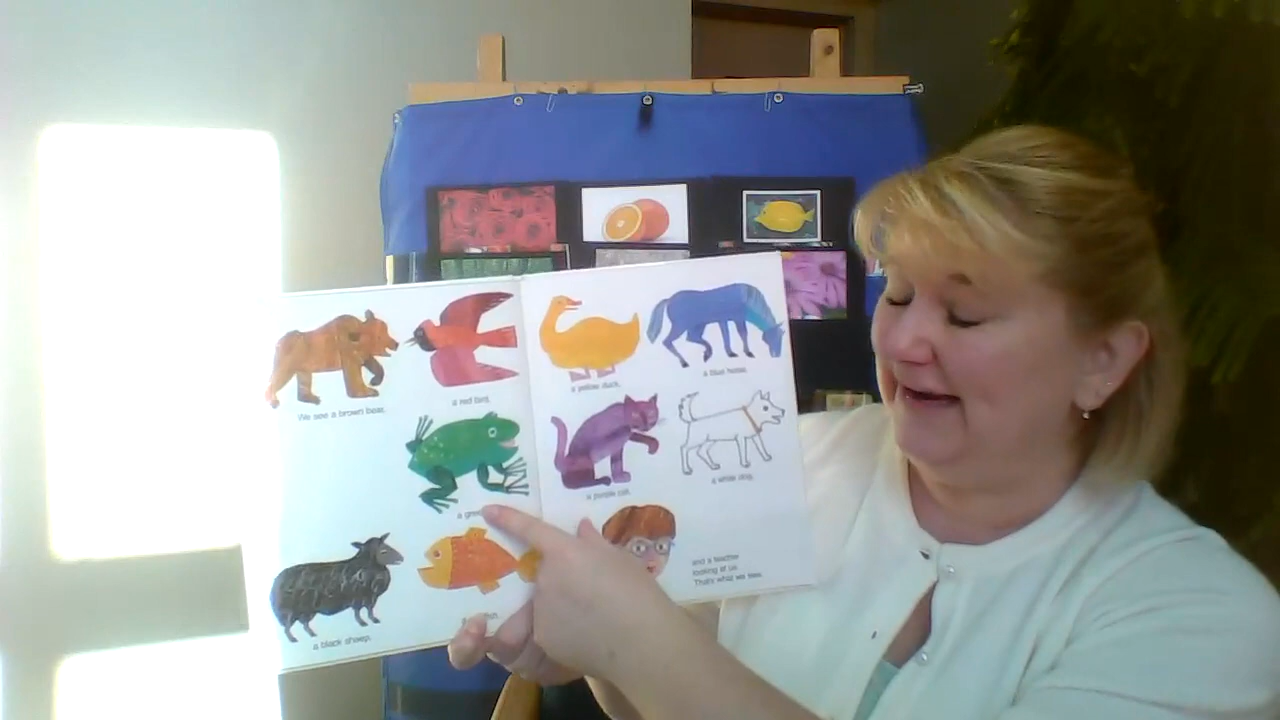 We see a brown bear,
a red bird,
a yellow duck,
a blue horse,
a green
a purple cat,
a white dog,
a black sheep,
and a teacher
looking at us.
That's what we see.